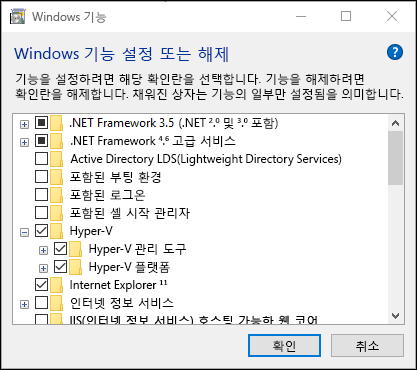 Windows 기능
Windows 기능 설정 또는 해제
기능을 설정하려면 해당 확인란을 선택합니다. 기능을 해제하려면
확인란을 해제합니다. 채워진 상자는 기능의 일부만 설정됨을 의미합니다.
.NET Framework 3.5 (.NET ²·⁰ 및 ³·⁰ 포함)
.NET Framework ⁴·⁶ 고급 서비스
Active Directory LDS(Lightweight Directory Services)
포함된 부팅 환경
포함된 로그온
포함된 셸 시작 관리자
Hyper-V
Hyper-V 관리 도구
Hyper-V 플랫폼
Internet Explorer ¹¹
인터넷 정보 서비스
IIS(인터넷 정보 서비스) 호스팅 가능한 웹 코어
확인 취소